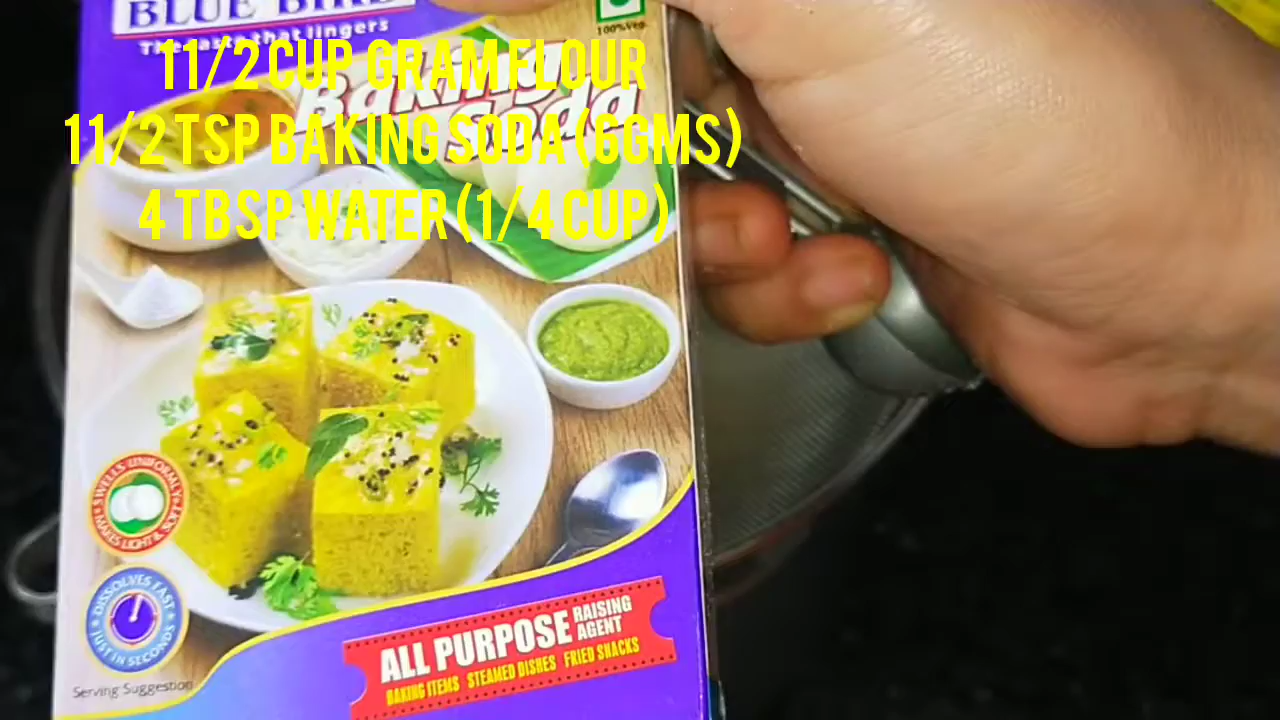 BLUE BIRD
The taste that lingers
100% Veg.
Baking
Soda
11/2 CUP GRAM FLOUR
11/2 TSP BAKING SODA (6GMS)
4 TBSP WATER (1/4 CUP)
SWELLS UNIFORMLY
MAKES LIGHT & SOFT
DISSOLVES FAST
JUST IN SECONDS
Serving Suggestion
ALL PURPOSE RAISING AGENT
BAKING ITEMS STEAMED DISHES FRIED SNACKS